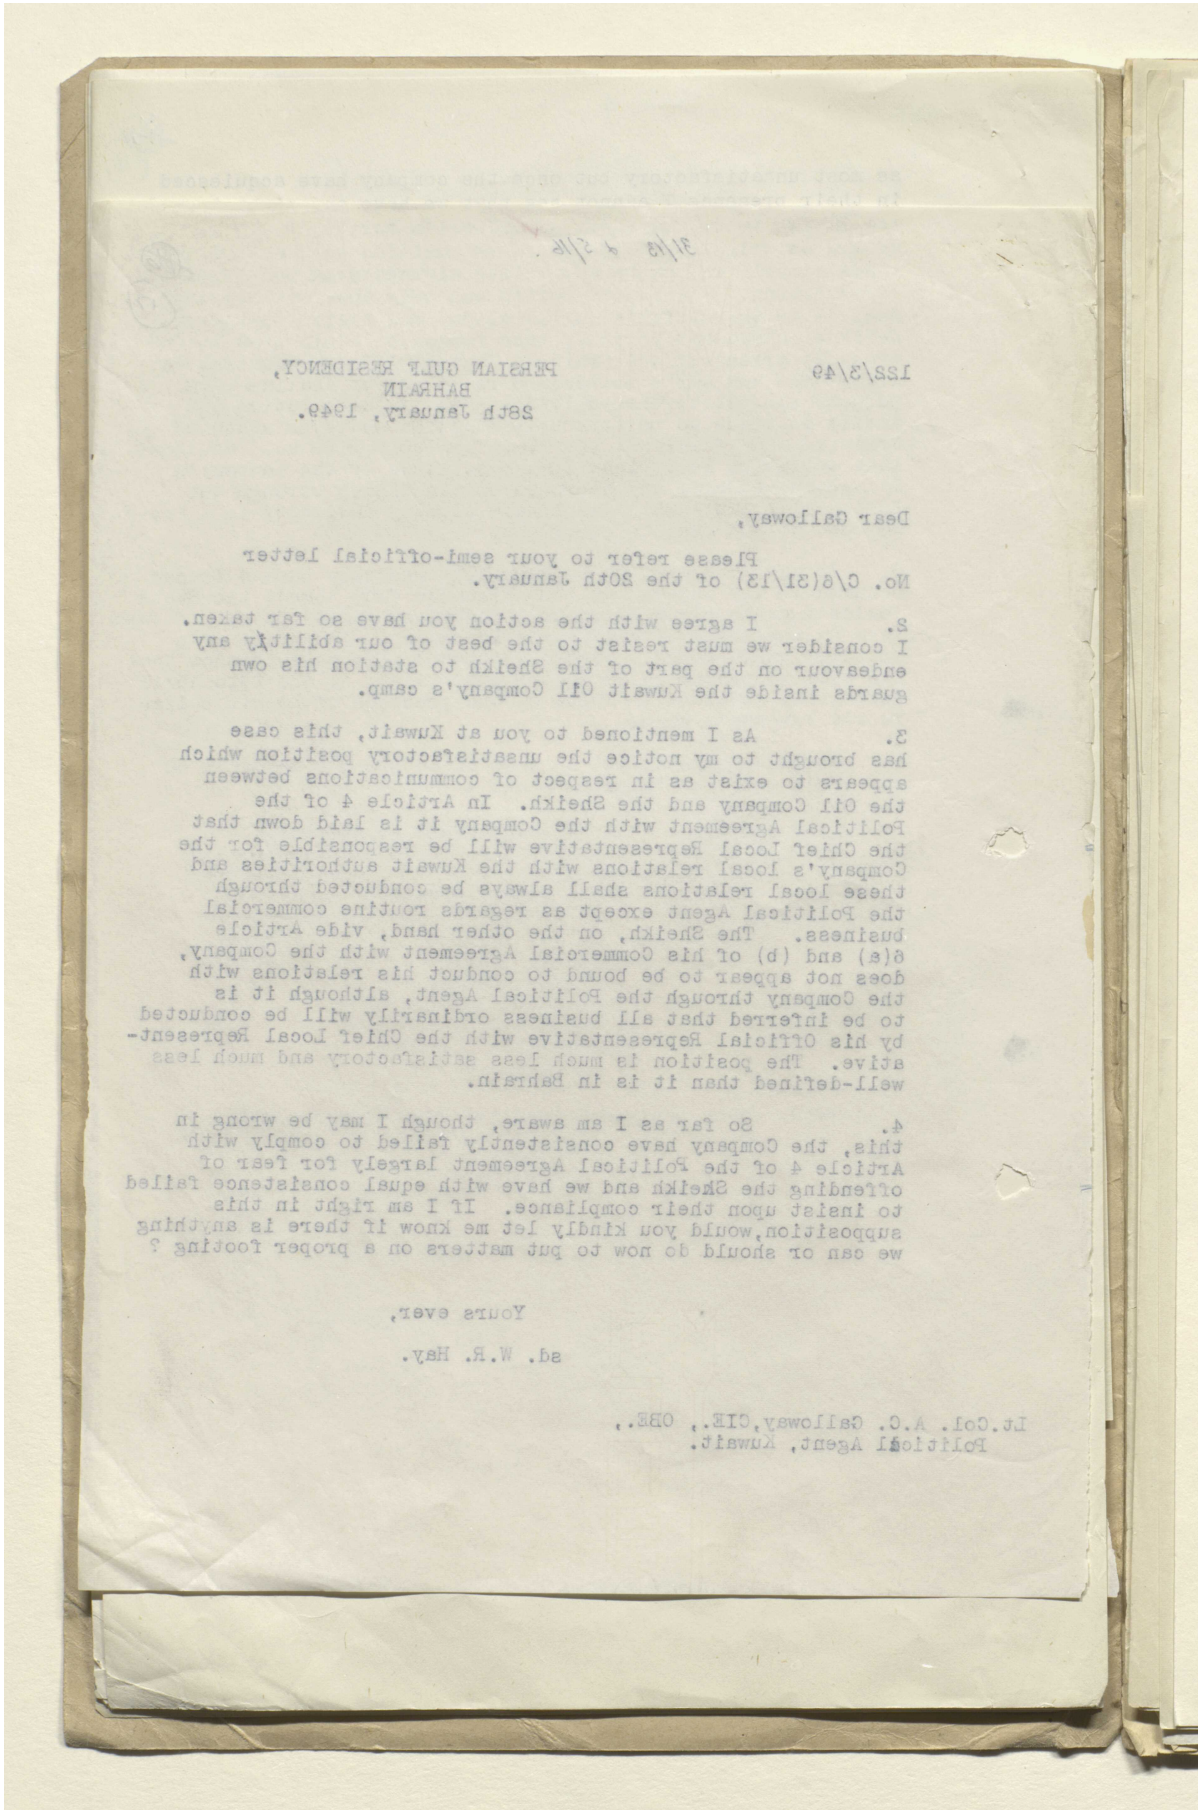 as most unsatisfactory but once the company have acquiesced
in their
31/13 & 5/16.
122/3/49 PERSIAN GULF RESIDENCY,
BAHRAIN
28th January, 1949.
Dear Galloway,
Please refer to your semi-official letter
No. C/6(31/13) of the 20th January.
2. I agree with the action you have so far taken.
I consider we must resist to the best of our ability any
endeavour on the part of the Sheikh to station his own
guards inside the Kuwait Oil Company's camp.
3. As I mentioned to you at Kuwait, this case
has brought to my notice the unsatisfactory position which
appears to exist as in respect of communications between
the Oil Company and the Sheikh. In Article 4 of the
Political Agreement with the Company it is laid down that
the Chief Local Representative will be responsible for the
Company's local relations with the Kuwait authorities and
these local relations shall always be conducted through
the Political Agent except as regards routine commercial
business. The Sheikh, on the other hand, vide Article
6(a) and (b) of his Commercial Agreement with the Company,
does not appear to be bound to conduct his relations with
the Company through the Political Agent, although it is
to be inferred that all business ordinarilly will be conducted
by his Official Representative with the Chief Local Represent-
ative. The position is much less satisfactory and much less
well-defined than it is in Bahrain.
4. So far as I am aware, though I may be wrong in
this, the Company have consistently failed to comply with
Article 4 of the Political Agreement largely for fear of
offending the Sheikh and we have with equal consistence failed
to insist upon their compliance. If I am right in this
supposition,would you kindly let me know if there is anything
we can or should do now to put matters on a proper footing ?
Yours ever,
sd. W.R. Hay.
Lt.Col. A.C. Galloway,CIE., OBE.,
Political Agent, Kuwait.